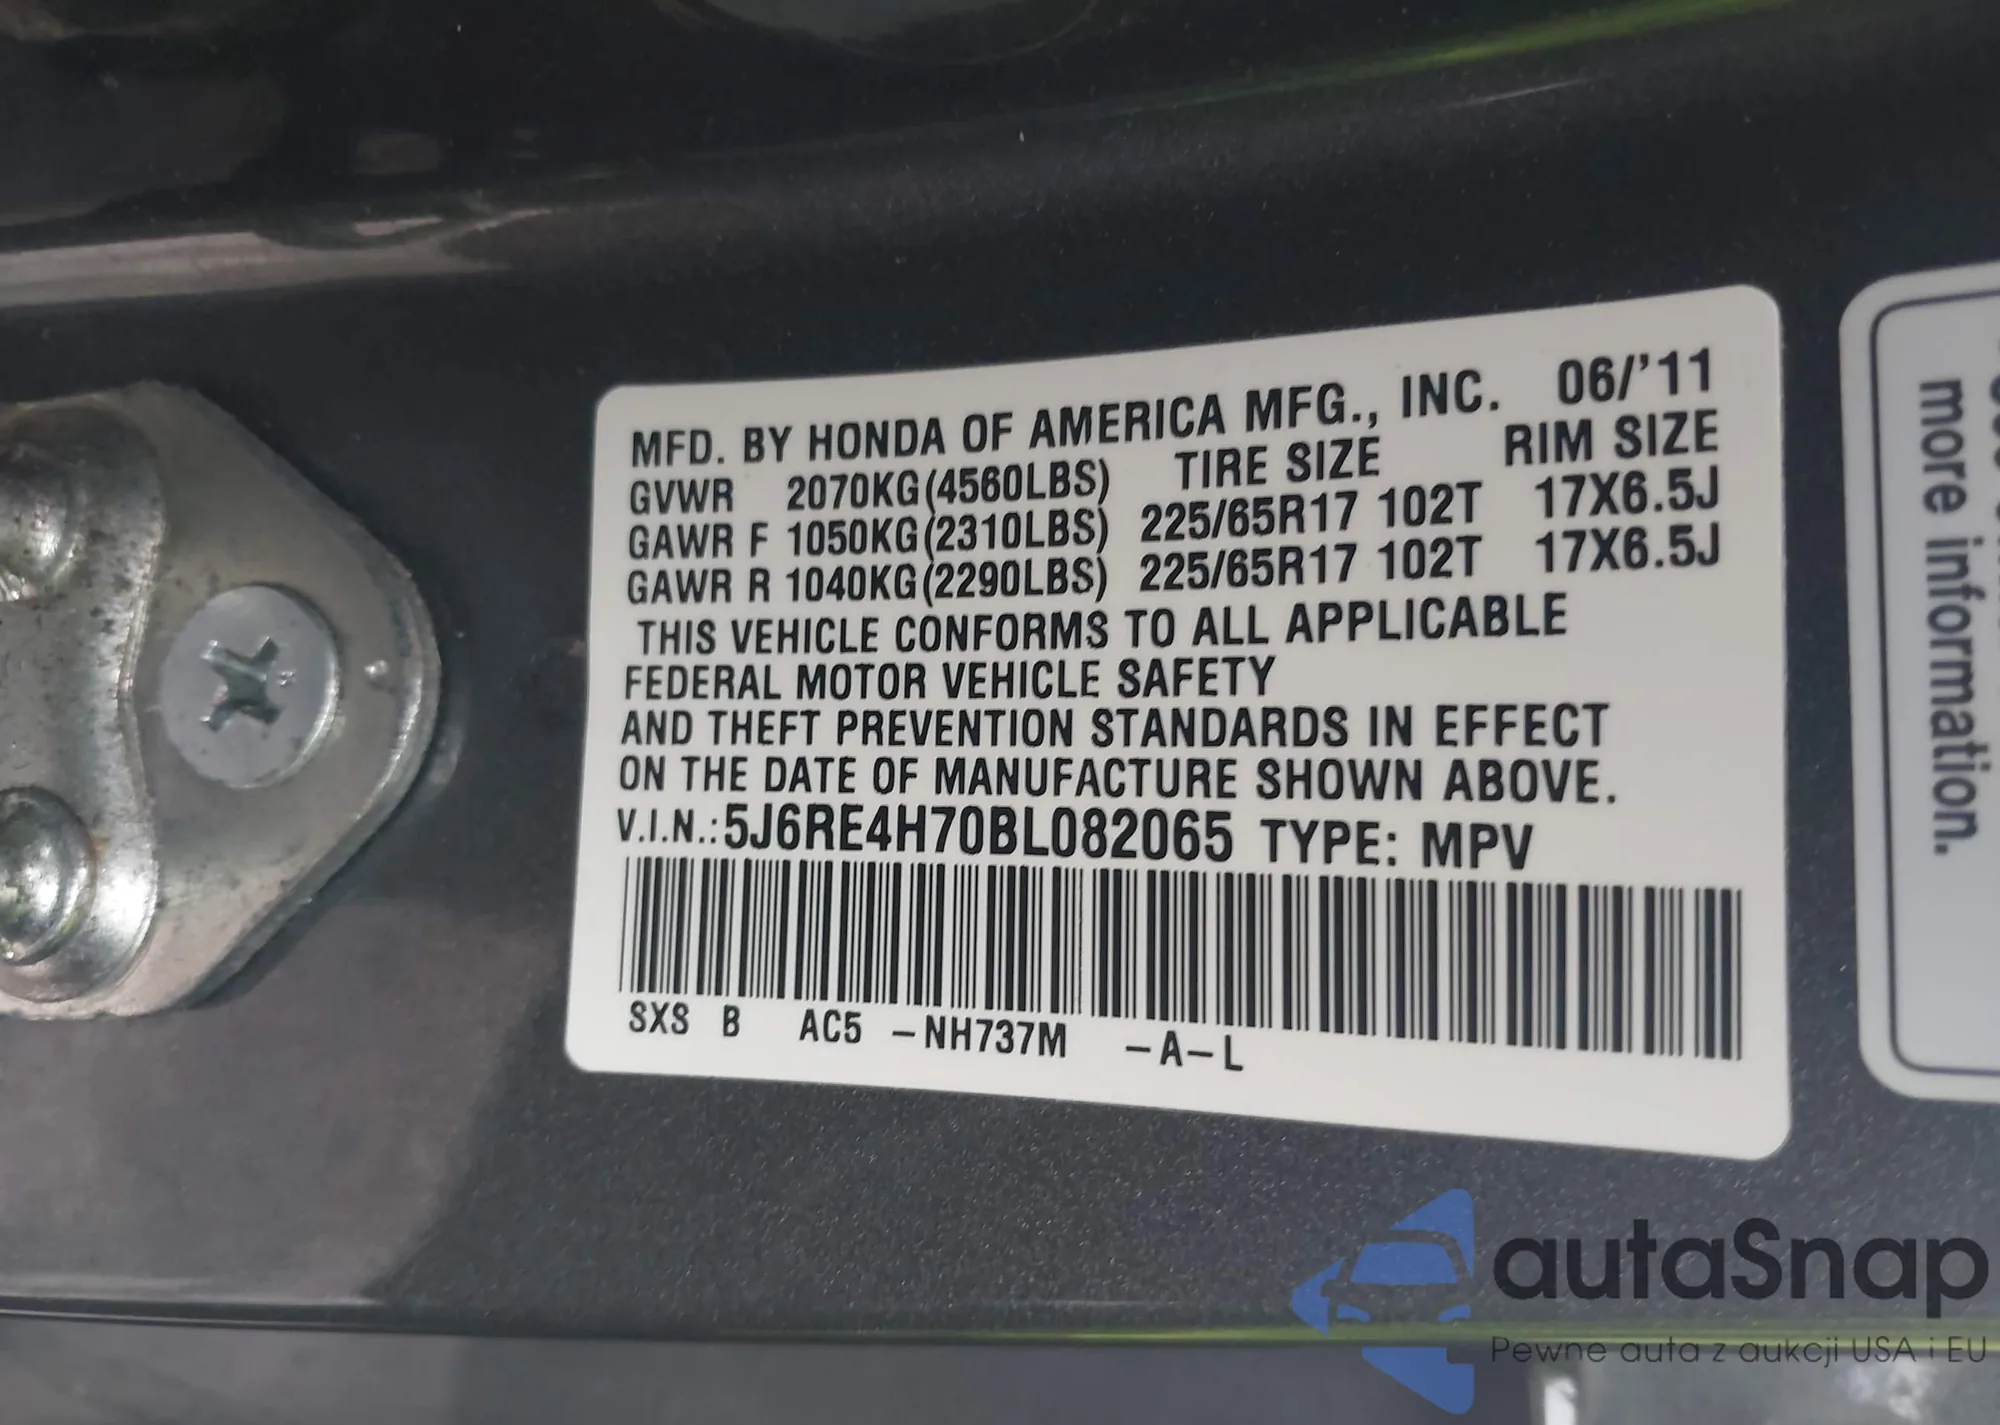 MFD. BY HONDA OF AMERICA MFG., INC. 06/'11
GVWR 2070KG(4560LBS) TIRE SIZE RIM SIZE
GAWR F 1050KG(2310LBS) 225/65R17 102T 17X6.5J
GAWR R 1040KG(2290LBS) 225/65R17 102T 17X6.5J
THIS VEHICLE CONFORMS TO ALL APPLICABLE
FEDERAL MOTOR VEHICLE SAFETY
AND THEFT PREVENTION STANDARDS IN EFFECT
ON THE DATE OF MANUFACTURE SHOWN ABOVE.
V.I.N.:5J6RE4H70BL082065 TYPE: MPV
SXS B AC5 -NH737M -A-L
more information.
autaSnap
Pewne auta z aukcji USA i EU